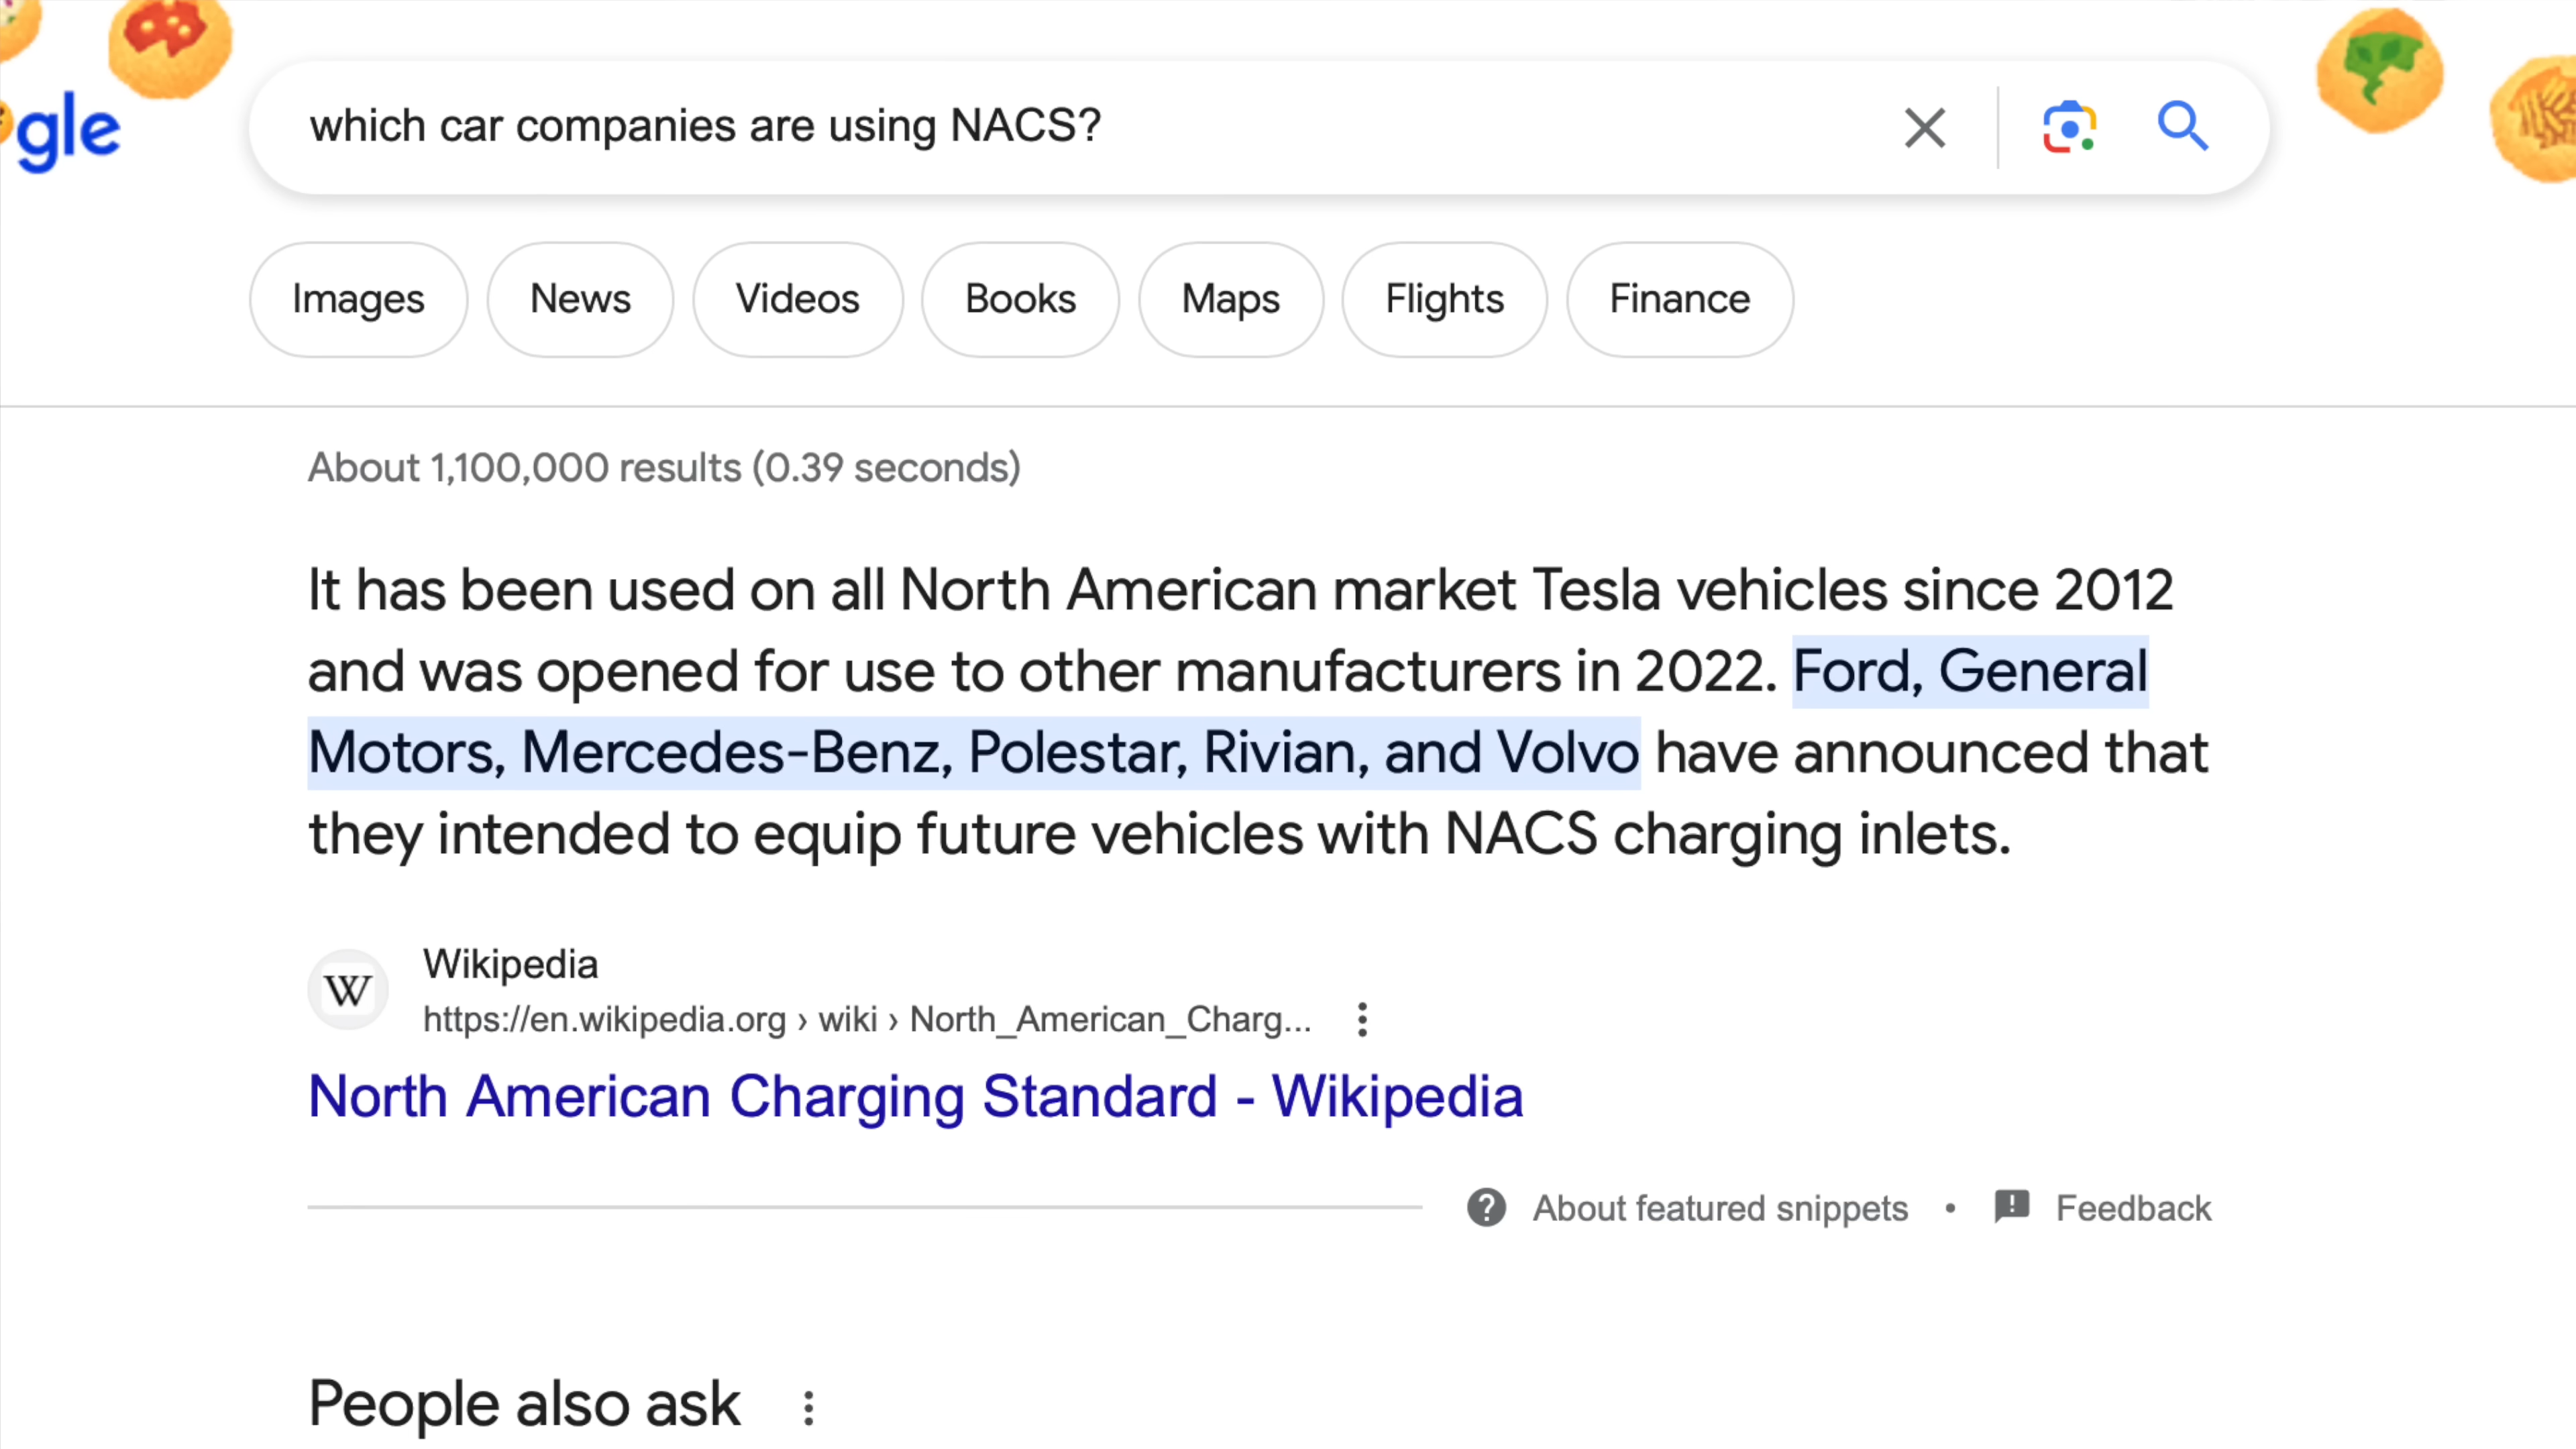 gle
which car companies are using NACS?
Images News Videos Books Maps Flights Finance
About 1,100,000 results (0.39 seconds)
It has been used on all North American market Tesla vehicles since 2012
and was opened for use to other manufacturers in 2022. Ford, General
Motors, Mercedes-Benz, Polestar, Rivian, and Volvo have announced that
they intended to equip future vehicles with NACS charging inlets.
W
Wikipedia
https://en.wikipedia.org › wiki › North_American_Charg...
North American Charging Standard - Wikipedia
About featured snippets • Feedback
People also ask